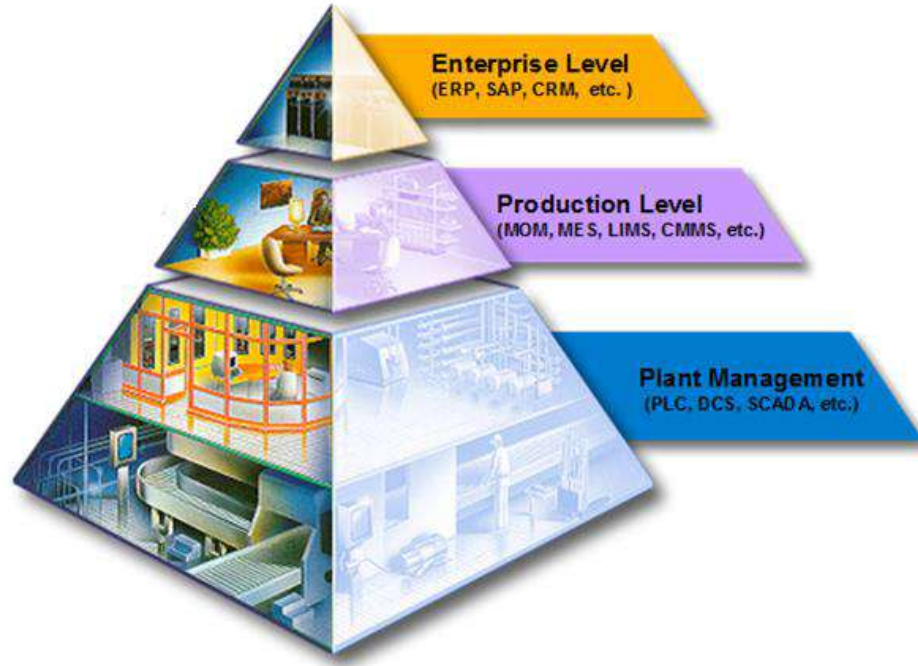 Enterprise Level
(ERP, SAP, CRM, etc. )
Production Level
(MOM, MES, LIMS, CMMS, etc.)
Plant Management
(PLC, DCS, SCADA, etc.)